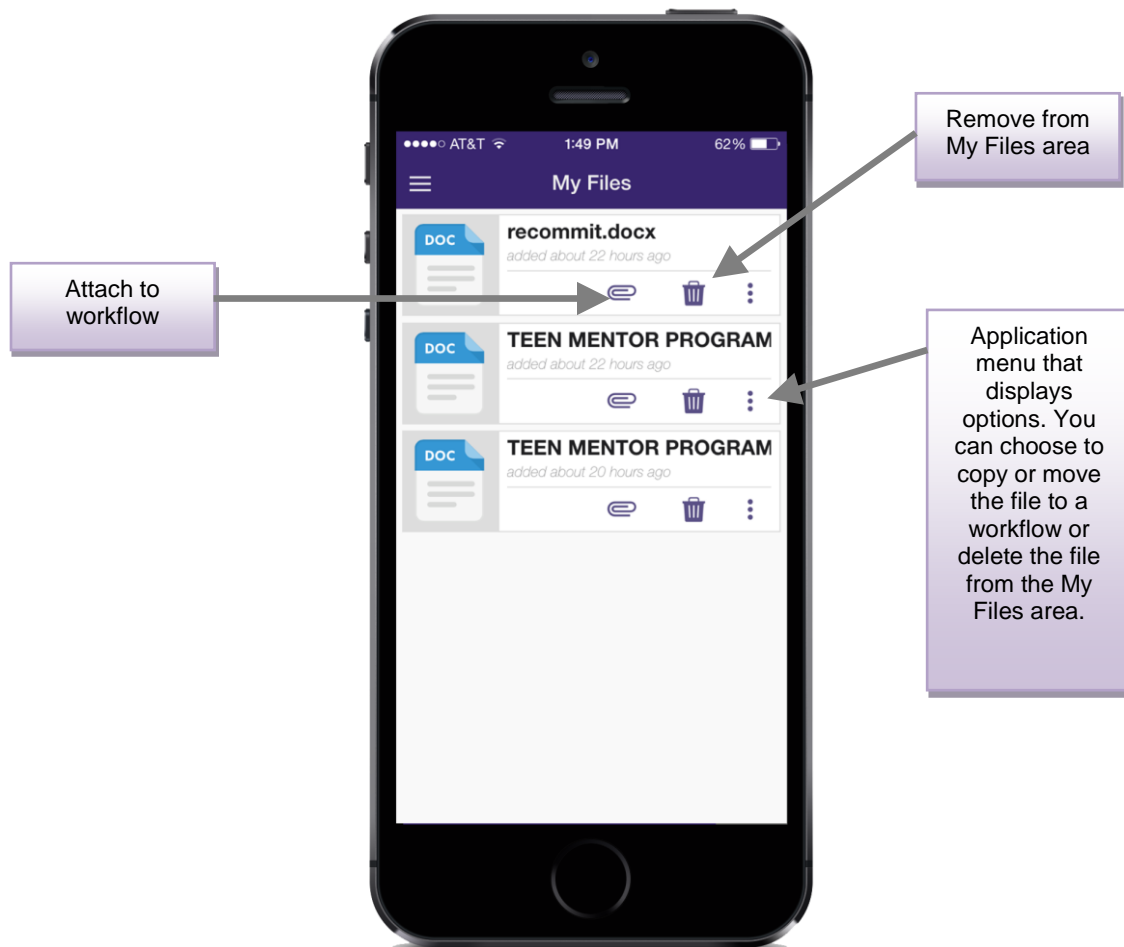 AT&T 1:49 PM 62%
My Files
DOC
recommit.docx
added about 22 hours ago
DOC
TEEN MENTOR PROGRAM
added about 22 hours ago
DOC
TEEN MENTOR PROGRAM
added about 20 hours ago
Attach to
workflow
Remove from
My Files area
Application
menu that
displays
options. You
can choose to
copy or move
the file to a
workflow or
delete the file
from the My
Files area.